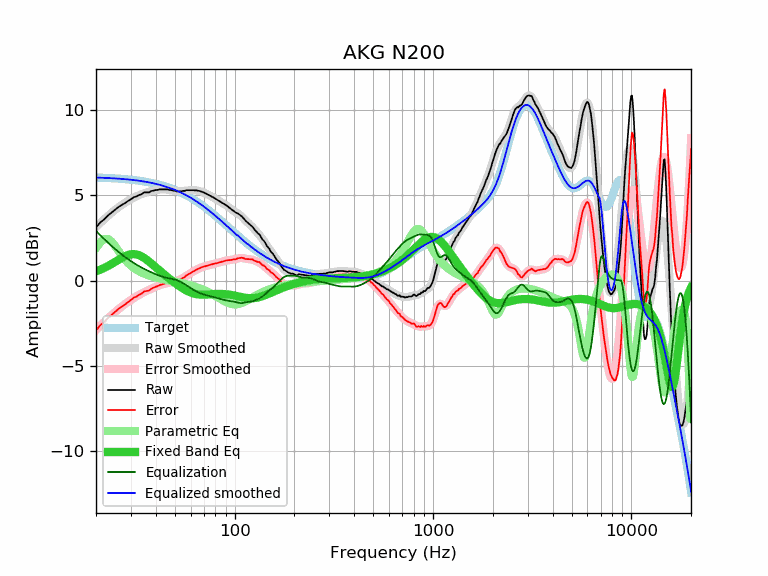 AKG N200
Amplitude (dBr)
10
5
0
−5
−10
Target
Raw Smoothed
Error Smoothed
Raw
Error
Parametric Eq
Fixed Band Eq
Equalization
Equalized smoothed
100
1000
10000
Frequency (Hz)